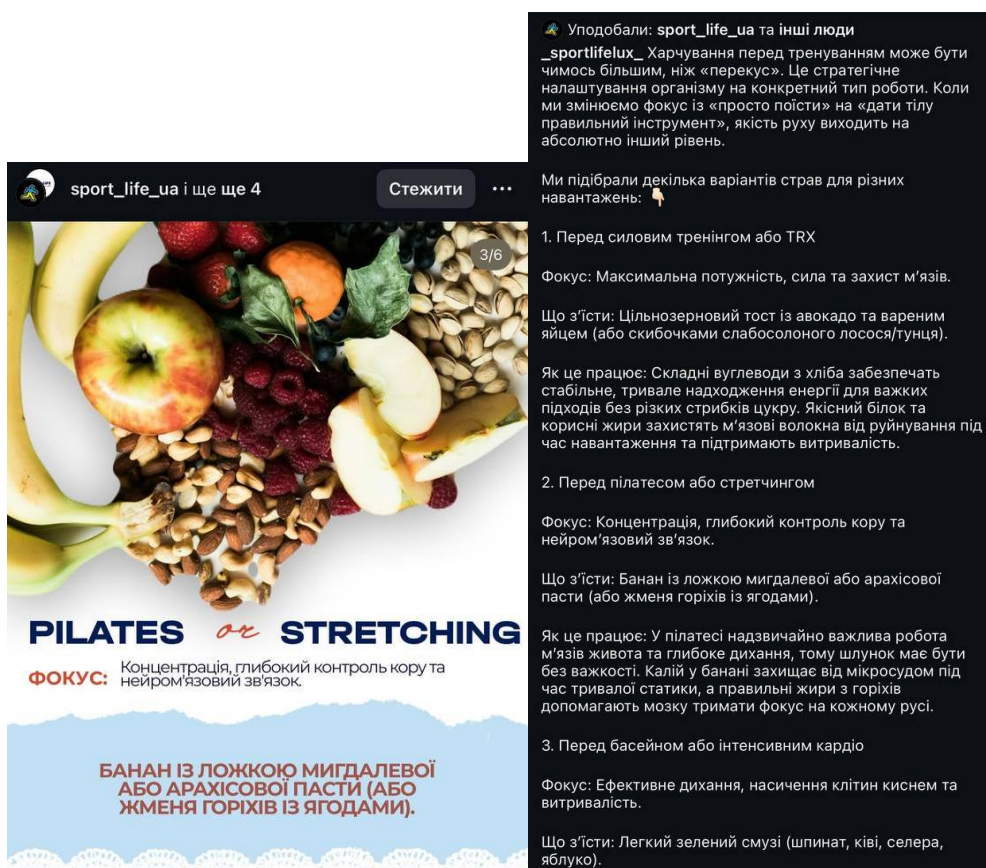 sport_life_ua і ще ще 4
Стежити
3/6
PILATES or STRETCHING
ФОКУС: Концентрація, глибокий контроль кору та
нейром'язовий зв'язок.
БАНАН ІЗ ЛОЖКОЮ МИГДАЛЕВОЇ
АБО АРАХІСОВОЇ ПАСТИ (АБО
ЖМЕНЯ ГОРІХІВ ІЗ ЯГОДАМИ).
Уподобали: sport_life_ua та інші люди
_sportlifelux_ Харчування перед тренуванням може бути
чимось більшим, ніж «перекус». Це стратегічне
налаштування організму на конкретний тип роботи. Коли
ми змінюємо фокус із «просто поїсти» на «дати тілу
правильний інструмент», якість руху виходить на
абсолютно інший рівень.
Ми підібрали декілька варіантів страв для різних
навантажень: 👇🏻
1. Перед силовим тренінгом або TRX
Фокус: Максимальна потужність, сила та захист м’язів.
Що з’їсти: Цільнозерновий тост із авокадо та вареним
яйцем (або скибочками слабосолоного лосося/тунця).
Як це працює: Складні вуглеводи з хліба забезпечать
стабільне, тривале надходження енергії для важких
підходів без різких стрибків цукру. Якісний білок та
корисні жири захистять м’язові волокна від руйнування під
час навантаження та підтримають витривалість.
2. Перед пілатесом або стретчингом
Фокус: Концентрація, глибокий контроль кору та
нейром’язовий зв’язок.
Що з’їсти: Банан із ложкою мигдалевої або арахісової
пасти (або жменя горіхів із ягодами).
Як це працює: У пілатесі надзвичайно важлива робота
м’язів живота та глибоке дихання, тому шлунок має бути
без важкості. Калій у банані захищає від мікросудом під
час тривалої статики, а правильні жири з горіхів
допомагають мозку тримати фокус на кожному русі.
3. Перед басейном або інтенсивним кардіо
Фокус: Ефективне дихання, насичення клітин киснем та
витривалість.
Що з’їсти: Легкий зелений смузі (шпинат, ківі, селера,
яблуко).